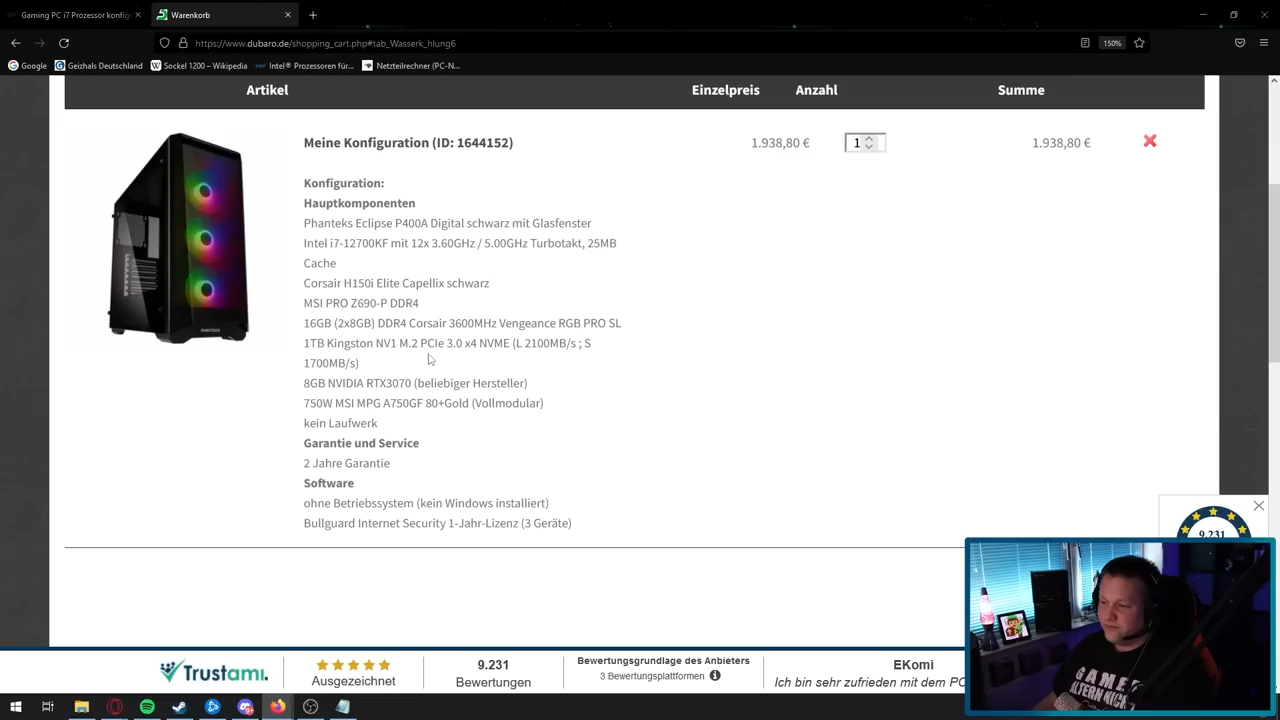 Gaming PC i7 Prozessor konfig
Warenkorb
https://www.dubaro.de/shopping_cart.php#tab_Wasserk_hlung6
150%
Google
Geizhals Deutschland
Sockel 1200 – Wikipedia
Intel® Prozessoren für...
Netzteilrechner (PC-N...
Artikel
Einzelpreis
Anzahl
Summe
Meine Konfiguration (ID: 1644152)
1.938,80 €
1
1.938,80 €
Konfiguration:
Hauptkomponenten
Phanteks Eclipse P400A Digital schwarz mit Glasfenster
Intel i7-12700KF mit 12x 3.60GHz / 5.00GHz Turbotakt, 25MB
Cache
Corsair H150i Elite Capellix schwarz
MSI PRO Z690-P DDR4
16GB (2x8GB) DDR4 Corsair 3600MHz Vengeance RGB PRO SL
1TB Kingston NV1 M.2 PCIe 3.0 x4 NVME (L 2100MB/s ; S
1700MB/s)
8GB NVIDIA RTX3070 (beliebiger Hersteller)
750W MSI MPG A750GF 80+Gold (Vollmodular)
kein Laufwerk
Garantie und Service
2 Jahre Garantie
Software
ohne Betriebssystem (kein Windows installiert)
Bullguard Internet Security 1-Jahr-Lizenz (3 Geräte)
PHANTEKS
9.231
Trustami.
Ausgezeichnet
9.231
Bewertungen
Bewertungsgrundlage des Anbieters
3 Bewertungsplattformen
EKomi
Ich bin sehr zufrieden mit dem PC
GAME
ALTERN NICHT